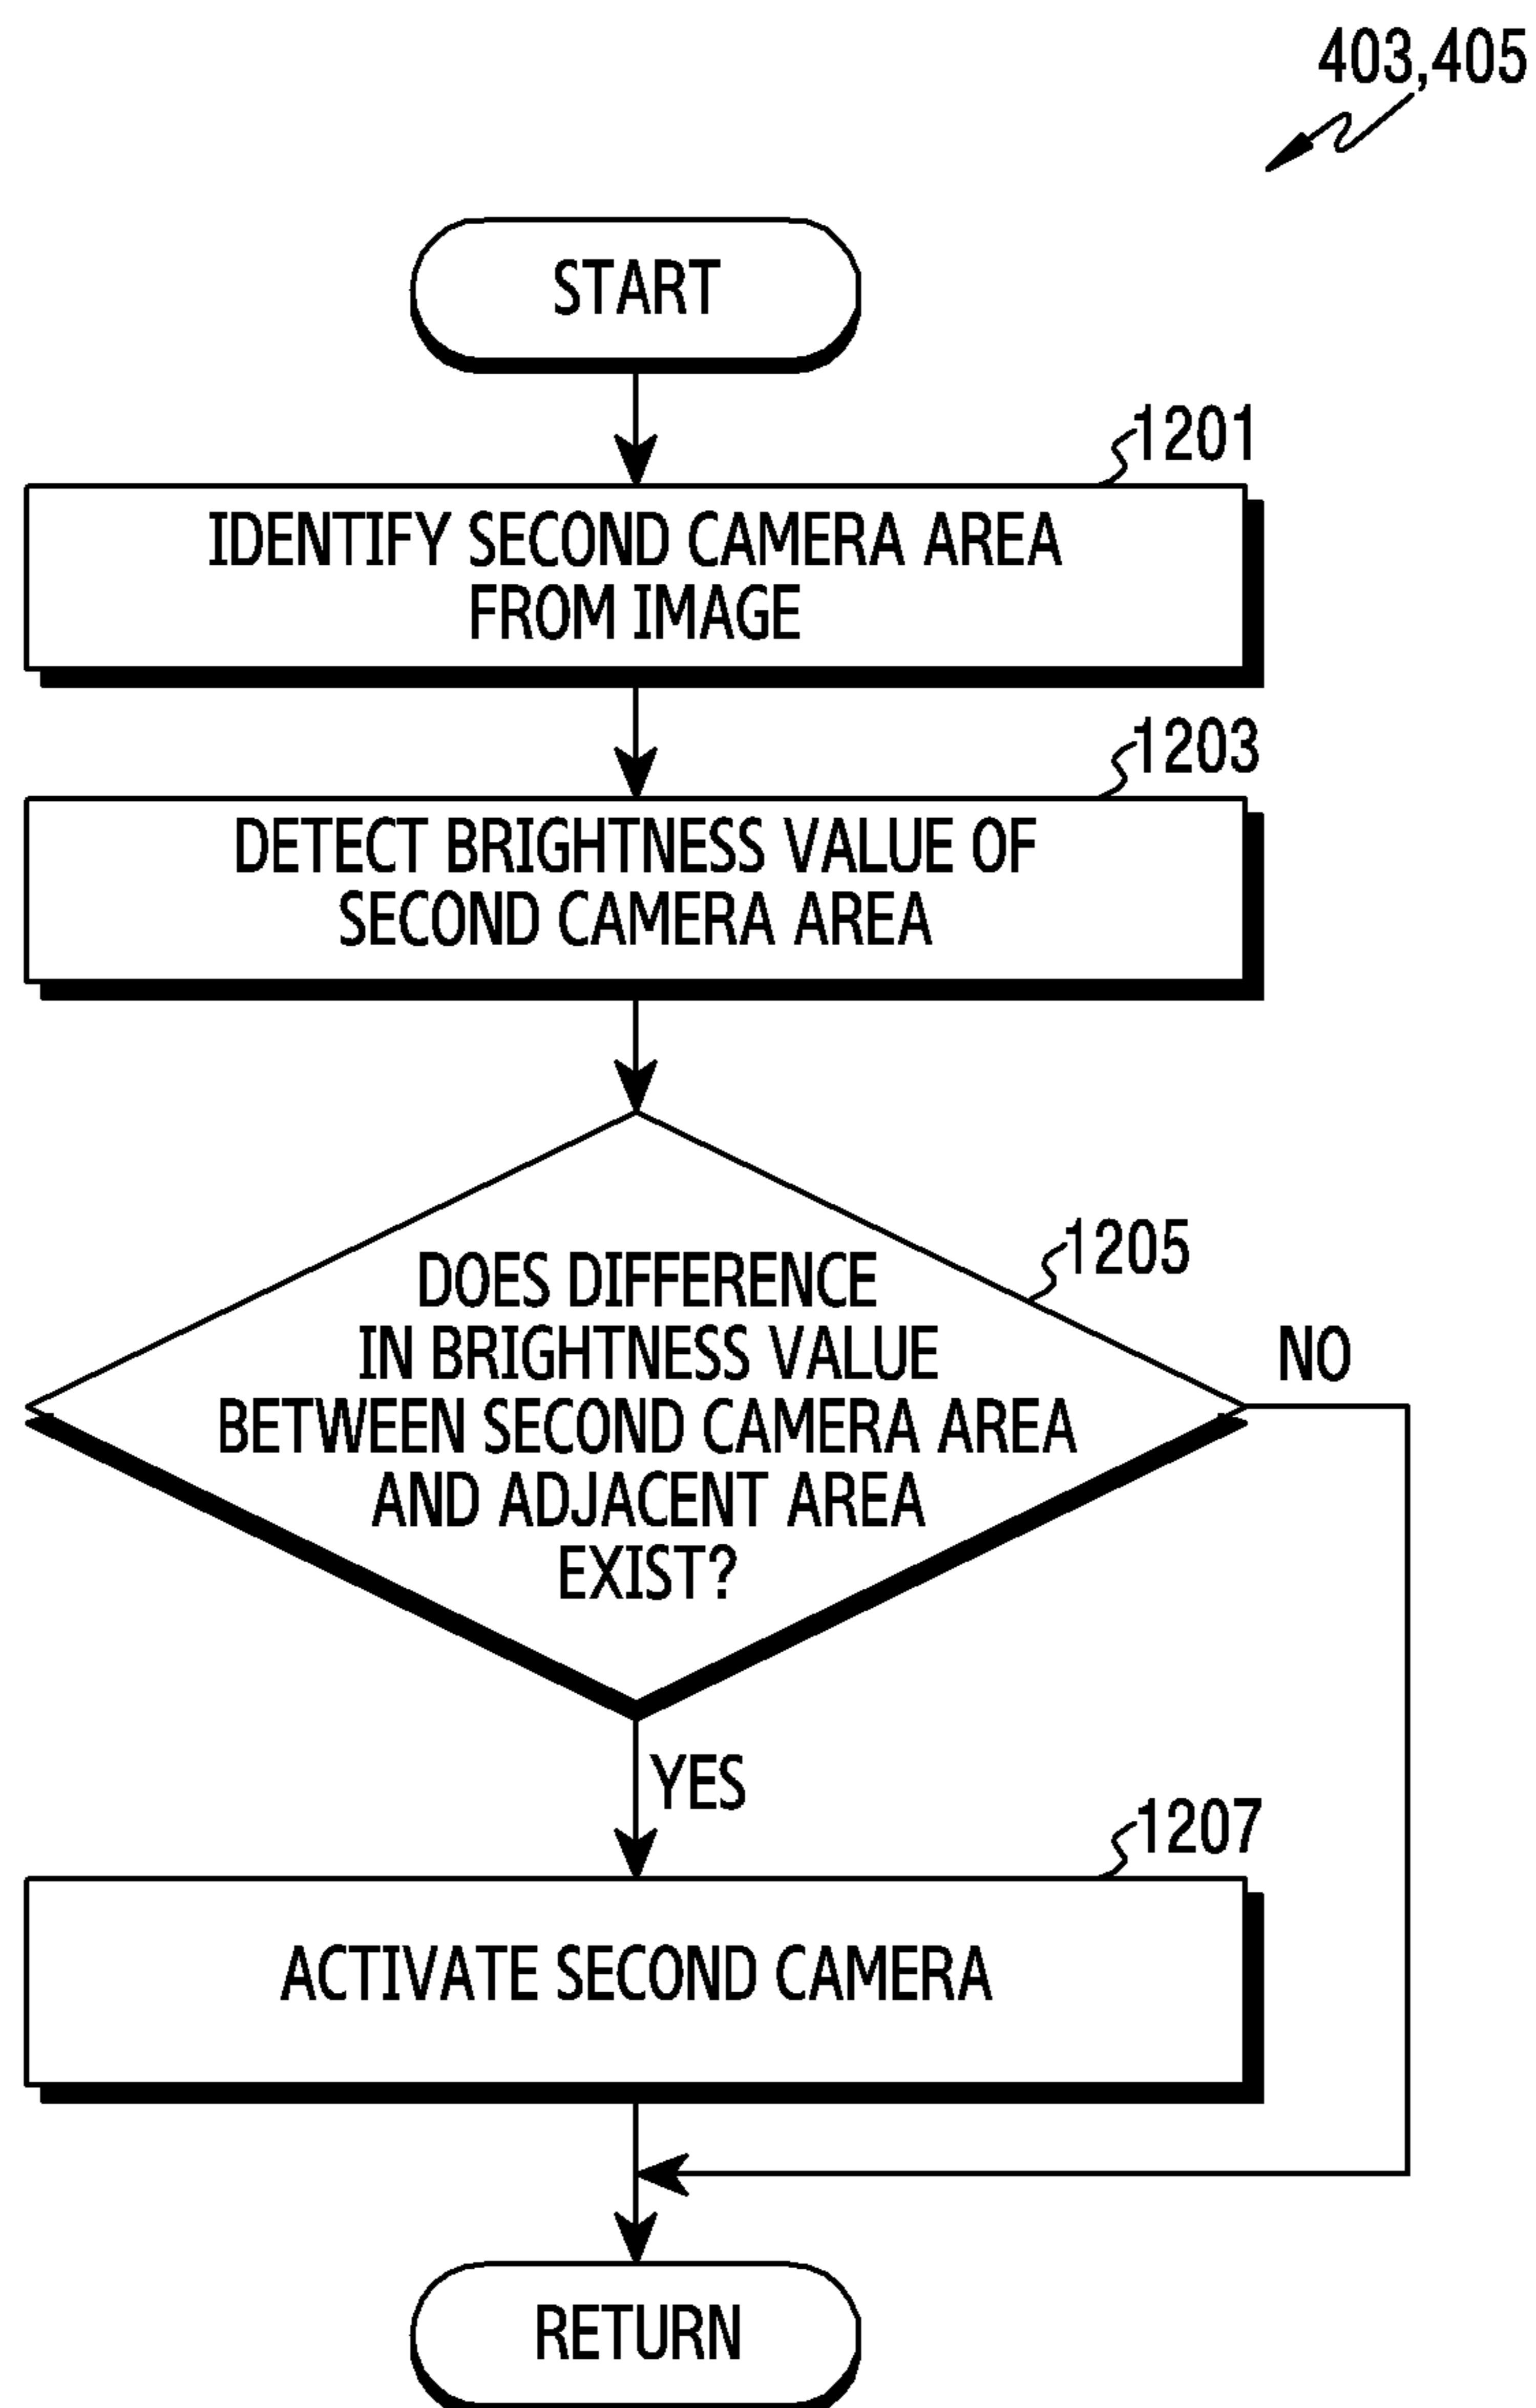 403,405
START
1201
IDENTIFY SECOND CAMERA AREA
FROM IMAGE
1203
DETECT BRIGHTNESS VALUE OF
SECOND CAMERA AREA
1205
DOES DIFFERENCE
IN BRIGHTNESS VALUE
BETWEEN SECOND CAMERA AREA
AND ADJACENT AREA
EXIST?
NO
YES
1207
ACTIVATE SECOND CAMERA
RETURN